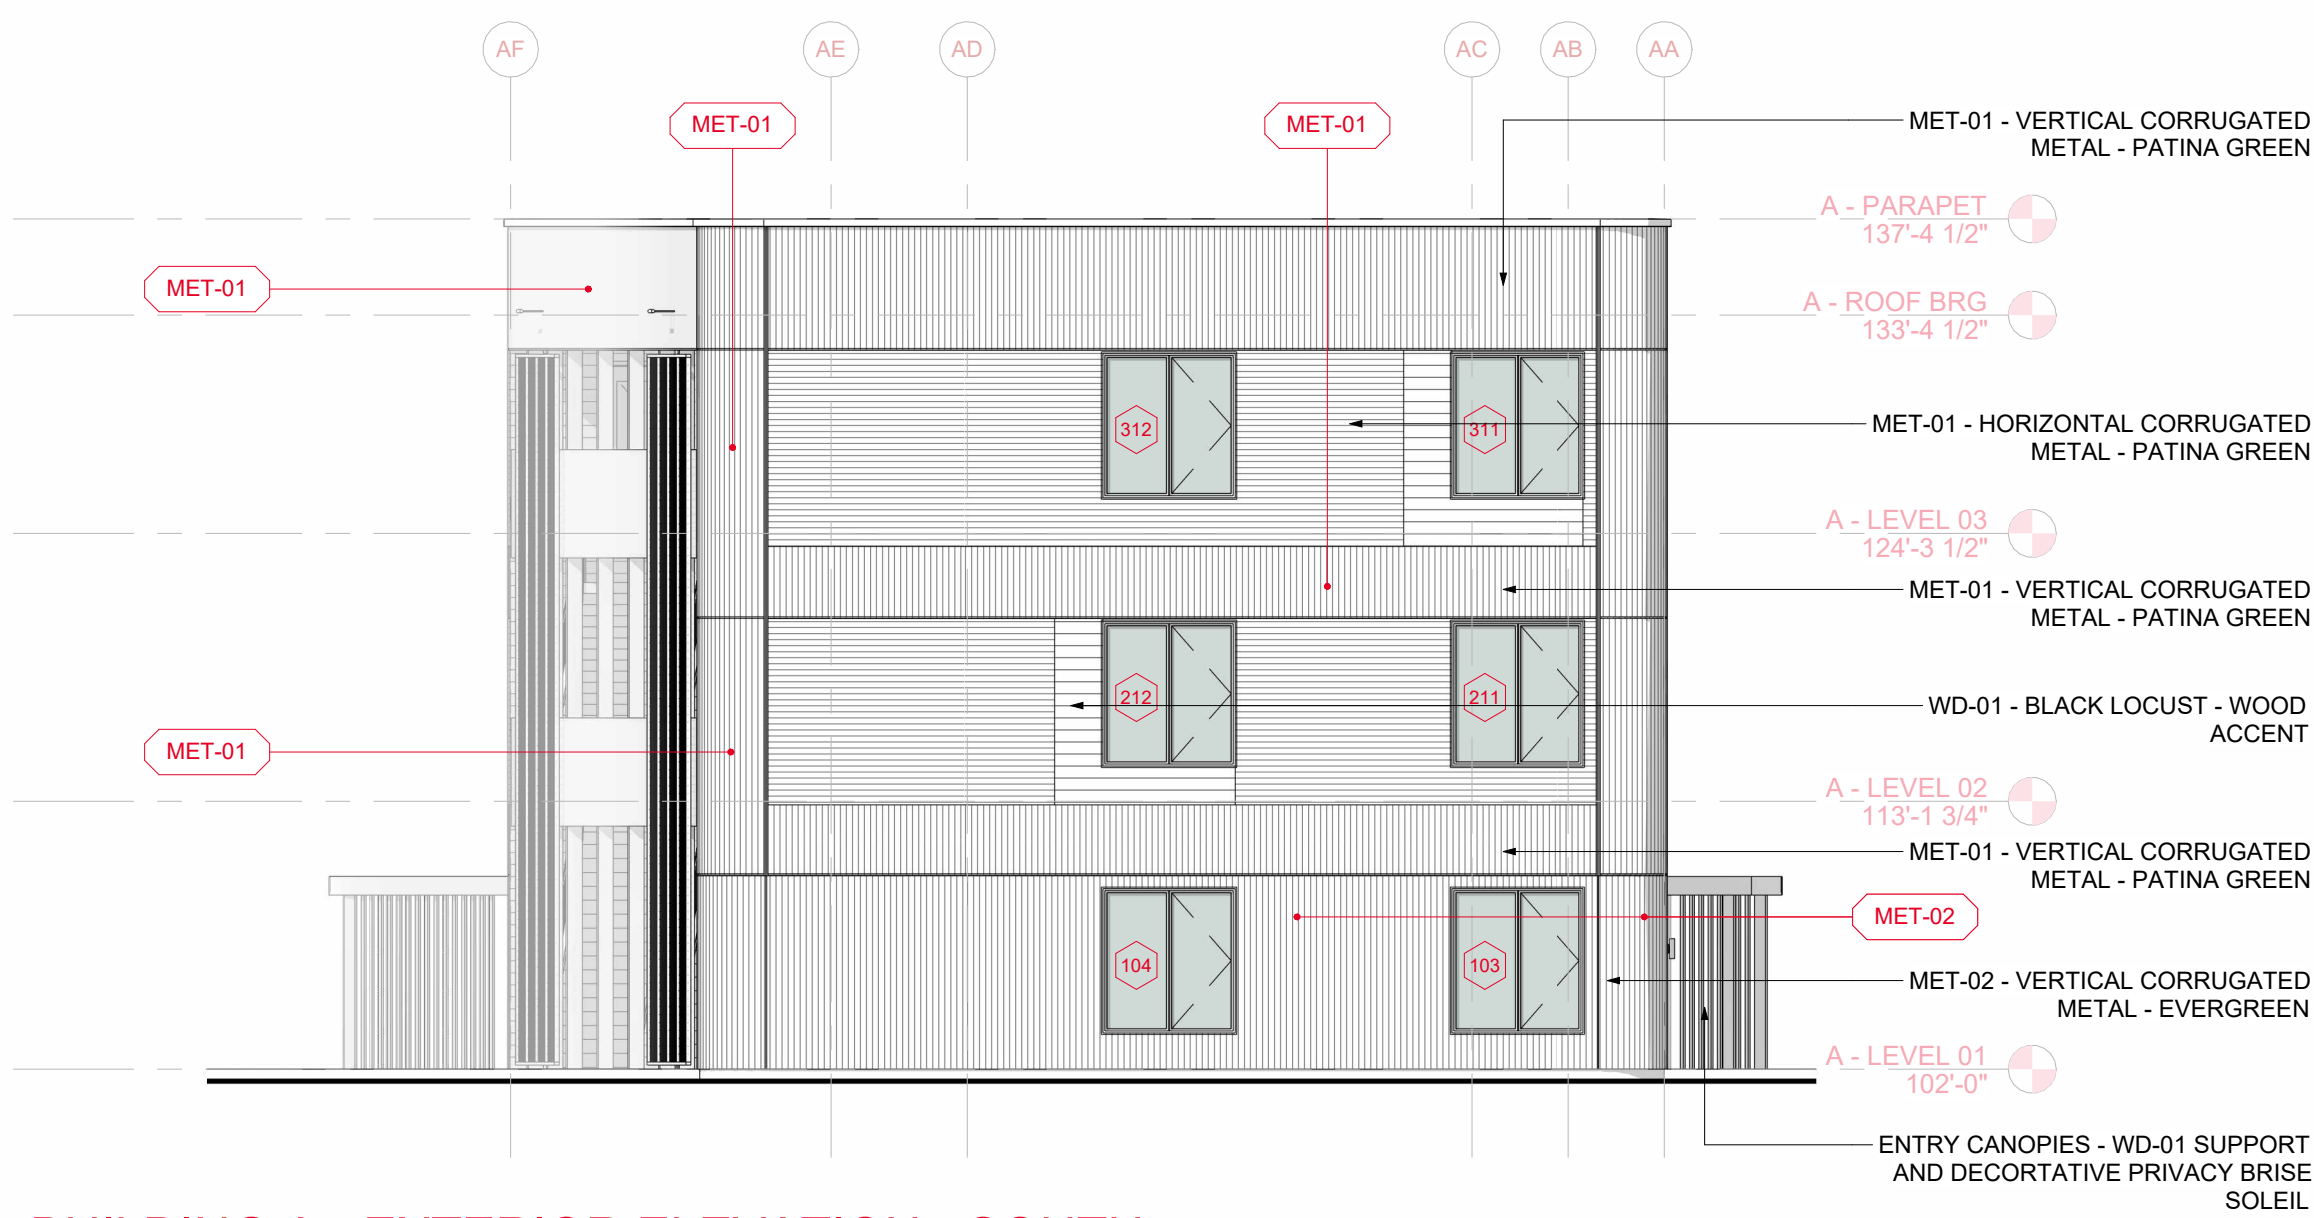 AF
AE
AD
AC
AB
AA
MET-01
MET-01
MET-01 - VERTICAL CORRUGATED
METAL - PATINA GREEN
A - PARAPET
137'-4 1/2"
MET-01
A - ROOF BRG
133'-4 1/2"
312
311
MET-01 - HORIZONTAL CORRUGATED
METAL - PATINA GREEN
A - LEVEL 03
124'-3 1/2"
MET-01 - VERTICAL CORRUGATED
METAL - PATINA GREEN
212
211
WD-01 - BLACK LOCUST - WOOD
ACCENT
MET-01
A - LEVEL 02
113'-1 3/4"
MET-01 - VERTICAL CORRUGATED
METAL - PATINA GREEN
MET-02
104
103
MET-02 - VERTICAL CORRUGATED
METAL - EVERGREEN
A - LEVEL 01
102'-0"
ENTRY CANOPIES - WD-01 SUPPORT
AND DECORTATIVE PRIVACY BRISE
SOLEIL
BUILDING A - EXTERIOR ELEVATION - SOUTH